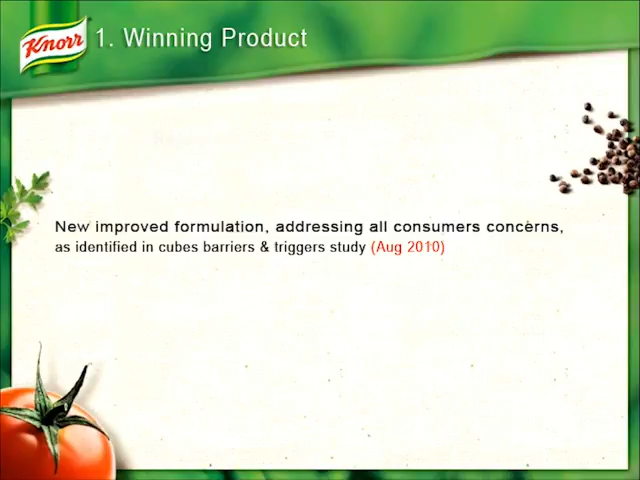 Knorr
1. Winning Product
New improved formulation, addressing all consumers concerns,
as identified in cubes barriers & triggers study (Aug 2010)